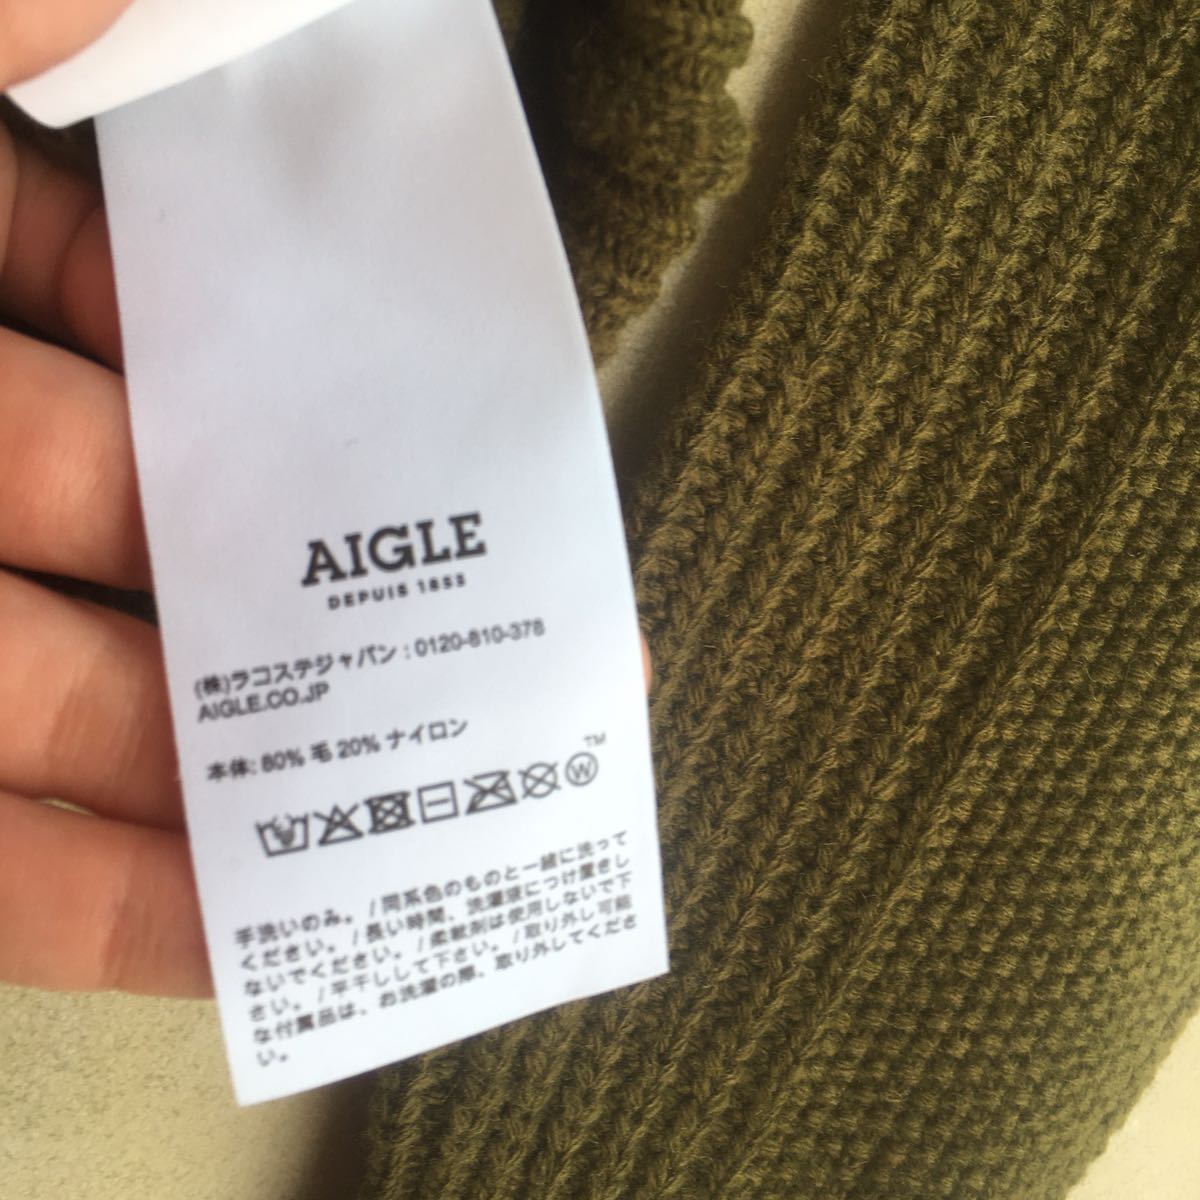 AIGLE
DEPUIS 1853
(株)ラコステジャパン : 0120-810-378
AIGLE.CO.JP
本体: 80% 毛 20% ナイロン
W TM
手洗いのみ。/同系色のものと一緒に洗って
ください。/長い時間、洗濯液につけ置きし
ないでください。/柔軟剤は使用しないで下
さい。/平干しして下さい。/取り外し可能
な付属品は、お洗濯の際、取り外してくださ
い。